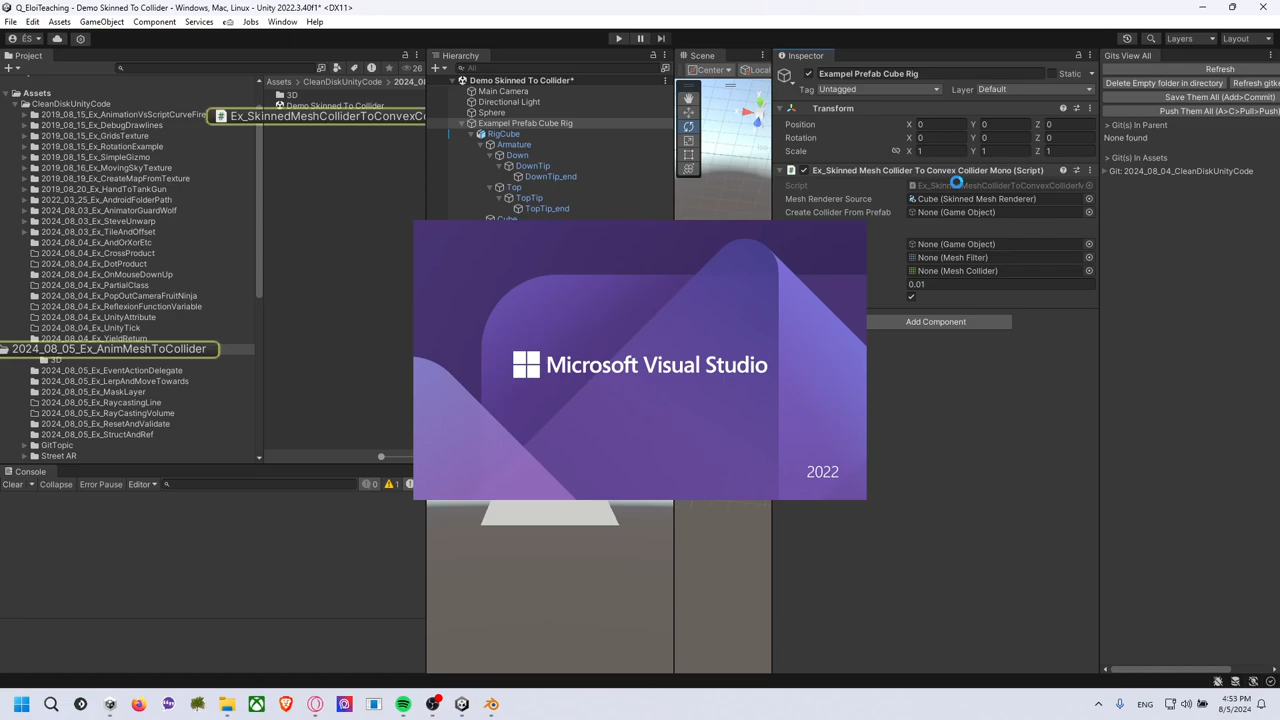 Q_EloiTeaching - Demo Skinned To Collider - Windows, Mac, Linux - Unity 2022.3.40f1* <DX11>
File Edit Assets GameObject Component Services Jobs Window Help
ÉS Layers Layout
Project
26
Assets
CleanDiskUnityCode
2019_08_15_Ex_AnimationVsScriptCurveFire
2019_08_15_Ex_DebugDrawlines
2019_08_15_Ex_GridsTexture
2019_08_15_Ex_RotationExample
2019_08_15_Ex_SimpleGizmo
2019_08_15_Ex_MovingSkyTexture
2019_08_19_Ex_CreateMapFromTexture
2019_08_20_Ex_HandToTankGun
2022_03_25_Ex_AndroidFolderPath
2024_08_03_Ex_AnimatorGuardWolf
2024_08_03_Ex_SteveUnwarp
2024_08_03_Ex_TileAndOffset
2024_08_04_Ex_AndOrXorEtc
2024_08_04_Ex_CrossProduct
2024_08_04_Ex_DotProduct
2024_08_04_Ex_OnMouseDownUp
2024_08_04_Ex_PartialClass
2024_08_04_Ex_PopOutCameraFruitNinja
2024_08_04_Ex_ReflexionFunctionVariable
2024_08_04_Ex_UnityAttribute
2024_08_04_Ex_UnityTick
2024_08_04_Ex_YieldReturn
2024_08_05_Ex_AnimMeshToCollider
3D
2024_08_05_Ex_EventActionDelegate
2024_08_05_Ex_LerpAndMoveTowards
2024_08_05_Ex_MaskLayer
2024_08_05_Ex_RaycastingLine
2024_08_05_Ex_RayCastingVolume
2024_08_05_Ex_ResetAndValidate
2024_08_05_Ex_StructAndRef
GitTopic
Street AR
Assets CleanDiskUnityCode 2024_0
3D
Demo Skinned To Collider
Ex_SkinnedMeshColliderToConvexCo
Console
Clear Collapse Error Pause Editor 0 1
Hierarchy
All
Demo Skinned To Collider*
Main Camera
Directional Light
Sphere
Exampel Prefab Cube Rig
RigCube
Armature
Down
DownTip
DownTip_end
Top
TopTip
TopTip_end
Cube
Scene
Center Local
Microsoft Visual Studio
2022
Inspector
Exampel Prefab Cube Rig Static
Tag Untagged Layer Default
Transform
Position X 0 Y 0 Z 0
Rotation X 0 Y 0 Z 0
Scale X 1 Y 1 Z 1
Ex_Skinned Mesh Collider To Convex Collider Mono (Script)
Script
Mesh Renderer Source Cube (Skinned Mesh Renderer)
Create Collider From Prefab None (Game Object)
None (Game Object)
None (Mesh Filter)
None (Mesh Collider)
0.01
Add Component
Gits View All
Refresh
Delete Empty folder in directory Refresh gitke
Save Them All (Add>Commit)
Push Them All (A>C>Pull>Push)
> Git(s) In Parent
None found
> Git(s) In Assets
> Git: 2024_08_04_CleanDiskUnityCode
ENG
4:53 PM
8/5/2024